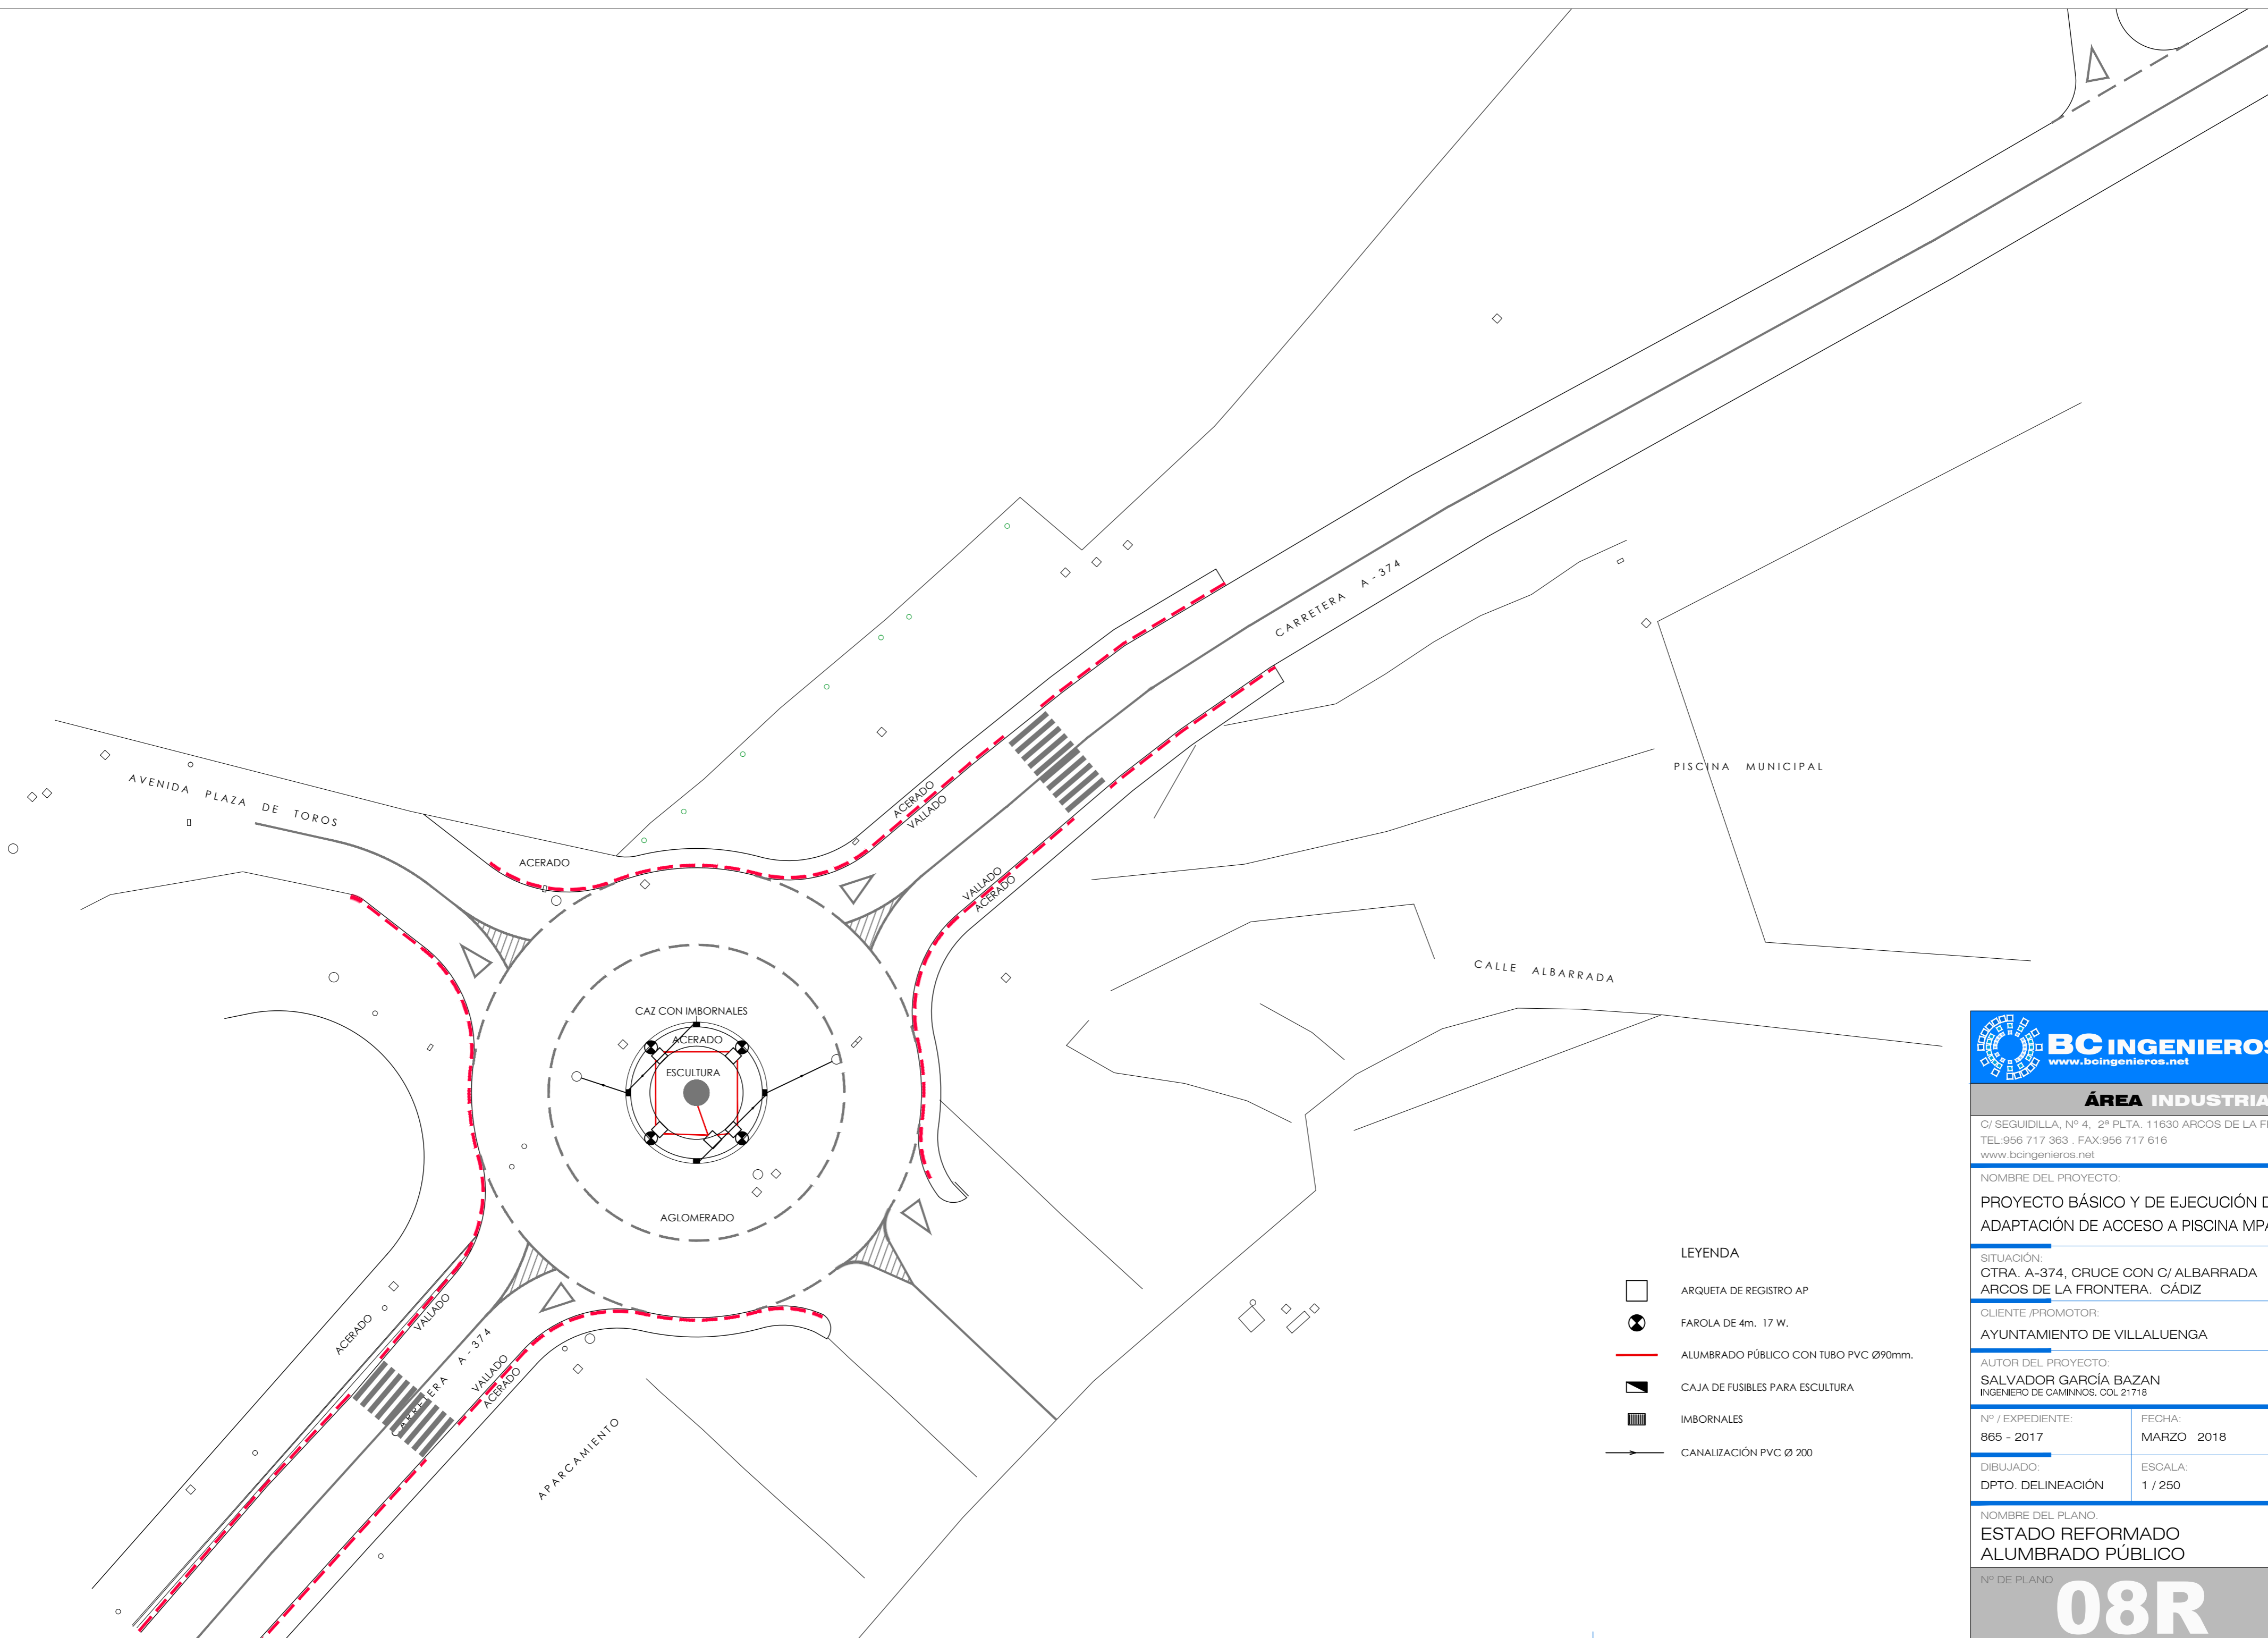 AVENIDA PLAZA DE TOROS
ACERADO
ACERADO
VALLADO
CARRETERA A - 374
VALLADO
ACERADO
PISCINA MUNICIPAL
CALLE ALBARRADA
CAZ CON IMBORNALES
ACERADO
ESCULTURA
AGLOMERADO
ACERADO
VALLADO
CARRETERA A - 374
VALLADO
ACERADO
APARCAMIENTO
LEYENDA
ARQUETA DE REGISTRO AP
FAROLA DE 4m. 17 W.
ALUMBRADO PÚBLICO CON TUBO PVC Ø90mm.
CAJA DE FUSIBLES PARA ESCULTURA
IMBORNALES
CANALIZACIÓN PVC Ø 200
BC INGENIEROS
www.bcingenieros.net
ÁREA INDUSTRIA
C/ SEGUIDILLA, Nº 4, 2ª PLTA. 11630 ARCOS DE LA
TEL:956 717 363 . FAX:956 717 616
www.bcingenieros.net
NOMBRE DEL PROYECTO:
PROYECTO BÁSICO Y DE EJECUCIÓN
ADAPTACIÓN DE ACCESO A PISCINA
SITUACIÓN:
CTRA. A-374, CRUCE CON C/ ALBARRADA
ARCOS DE LA FRONTERA. CÁDIZ
CLIENTE /PROMOTOR:
AYUNTAMIENTO DE VILLALUENGA
AUTOR DEL PROYECTO:
SALVADOR GARCÍA BAZAN
INGENIERO DE CAMINNOS. COL 21718
Nº / EXPEDIENTE:
865 - 2017
FECHA:
MARZO 2018
DIBUJADO:
DPTO. DELINEACIÓN
ESCALA:
1 / 250
NOMBRE DEL PLANO.
ESTADO REFORMADO
ALUMBRADO PÚBLICO
Nº DE PLANO
08R